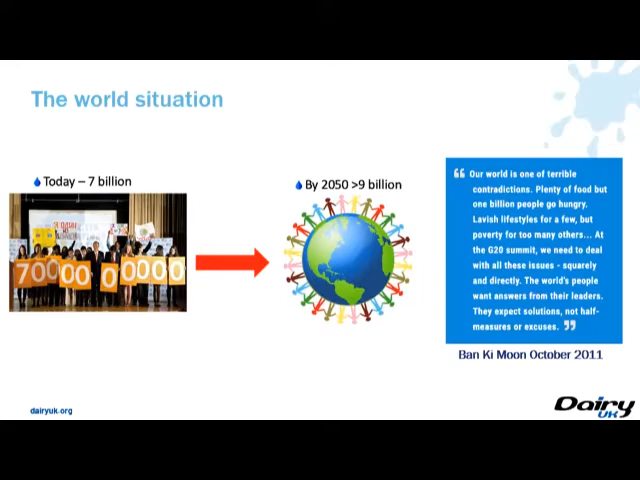 The world situation
Today – 7 billion
By 2050 >9 billion
70000 00000
“ Our world is one of terrible
contradictions. Plenty of food but
one billion people go hungry.
Lavish lifestyles for a few, but
poverty for too many others... At
the G20 summit, we need to deal
with all these issues - squarely
and directly. The world's people
want answers from their leaders.
They expect solutions, not half-
measures or excuses. ”
Ban Ki Moon October 2011
dairyuk.org
Dairy
UK